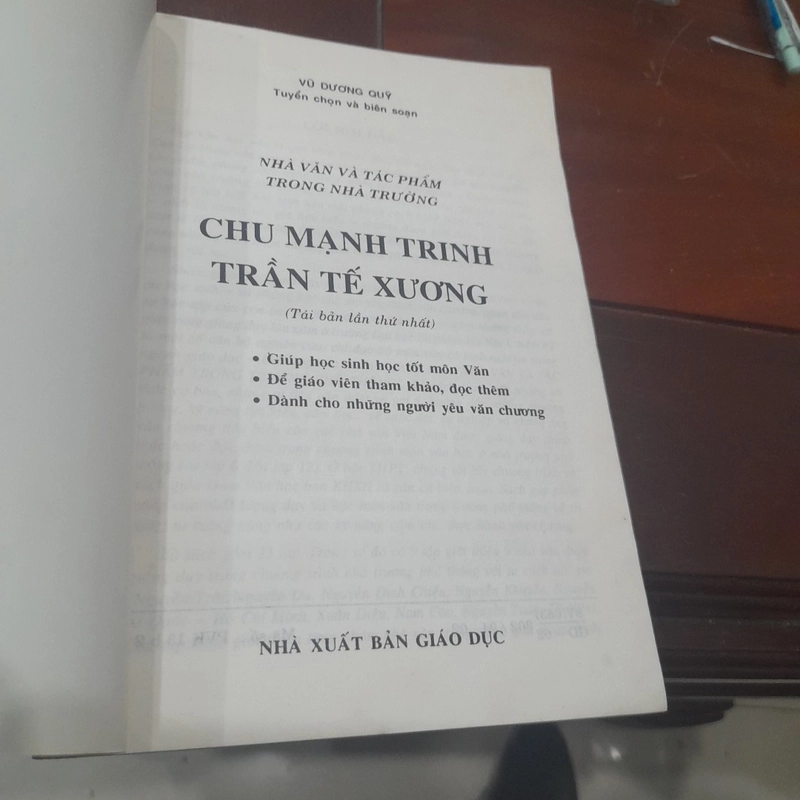 VŨ DƯƠNG QUỸ
Tuyển chọn và biên soạn
NHÀ VĂN VÀ TÁC PHẨM
TRONG NHÀ TRƯỜNG
CHU MẠNH TRINH
TRẦN TẾ XƯƠNG
(Tái bản lần thứ nhất)
• Giúp học sinh học tốt môn Văn
• Để giáo viên tham khảo, đọc thêm
• Dành cho những người yêu văn chương
NHÀ XUẤT BẢN GIÁO DỤC